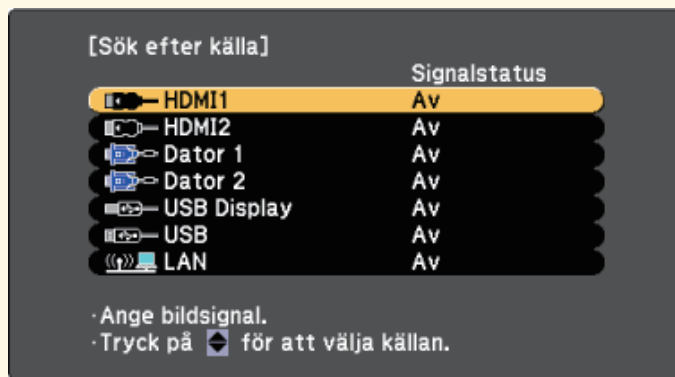 [Sök efter källa]
Signalstatus
HDMI1 Av
HDMI2 Av
Dator 1 Av
Dator 2 Av
USB Display Av
USB Av
LAN Av
·Ange bildsignal.
·Tryck på för att välja källan.